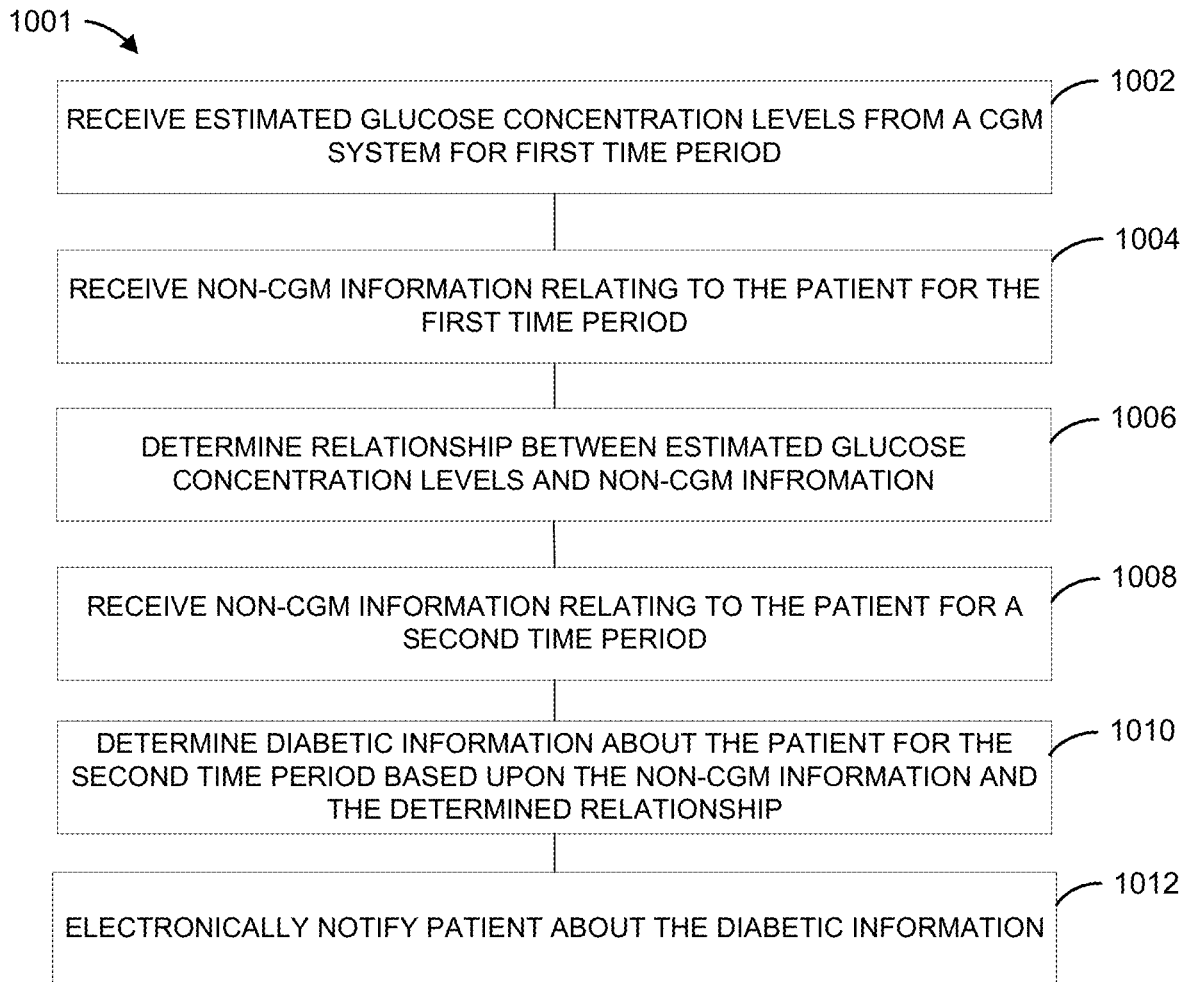 1001
1002
RECEIVE ESTIMATED GLUCOSE CONCENTRATION LEVELS FROM A CGM
SYSTEM FOR FIRST TIME PERIOD
1004
RECEIVE NON-CGM INFORMATION RELATING TO THE PATIENT FOR THE
FIRST TIME PERIOD
1006
DETERMINE RELATIONSHIP BETWEEN ESTIMATED GLUCOSE
CONCENTRATION LEVELS AND NON-CGM INFROMATION
1008
RECEIVE NON-CGM INFORMATION RELATING TO THE PATIENT FOR A
SECOND TIME PERIOD
1010
DETERMINE DIABETIC INFORMATION ABOUT THE PATIENT FOR THE
SECOND TIME PERIOD BASED UPON THE NON-CGM INFORMATION AND
THE DETERMINED RELATIONSHIP
1012
ELECTRONICALLY NOTIFY PATIENT ABOUT THE DIABETIC INFORMATION